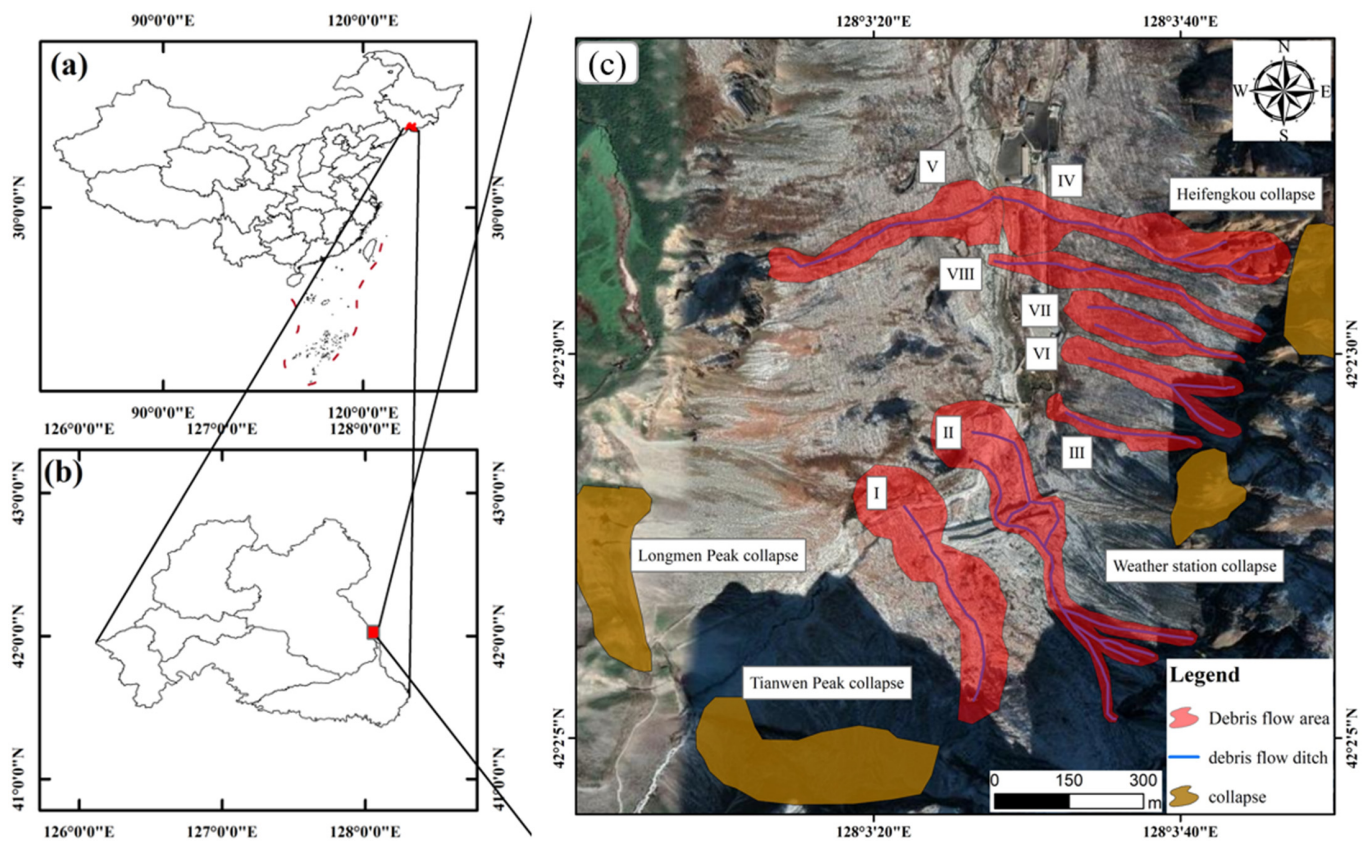 90°0'0"E
120°0'0"E
(a)
30°0'0"N
30°0'0"N
90°0'0"E
120°0'0"E
126°0'0"E
127°0'0"E
128°0'0"E
(b)
43°0'0"N
43°0'0"N
42°0'0"N
42°0'0"N
41°0'0"N
41°0'0"N
126°0'0"E
127°0'0"E
128°0'0"E
128°3'20"E
128°3'40"E
(c)
N
W
E
S
V
IV
Heifengkou collapse
VIII
VII
42°2'30"N
42°2'30"N
VI
II
III
I
Longmen Peak collapse
Weather station collapse
Tianwen Peak collapse
Legend
Debris flow area
debris flow ditch
collapse
42°2'5"N
42°2'5"N
0
150
300
m
128°3'20"E
128°3'40"E